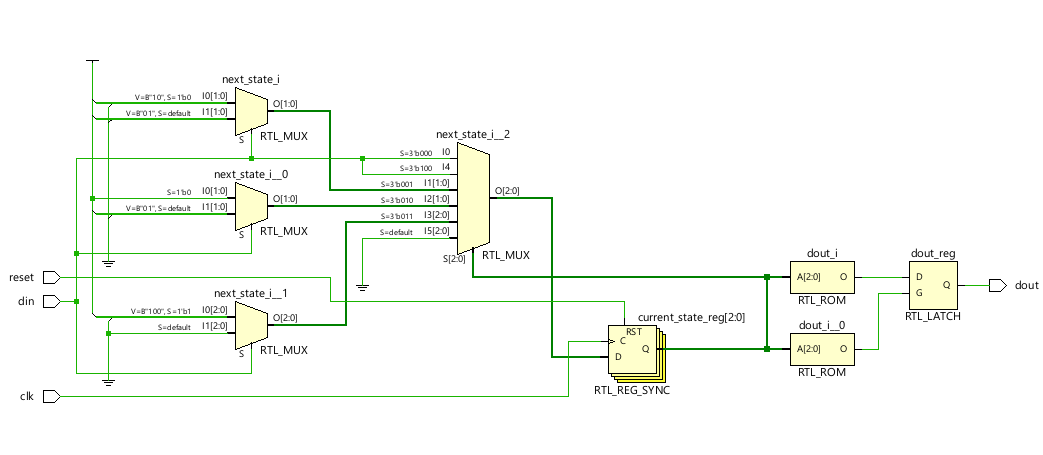 next_state_i
V=B"10", S=1'b0 I0[1:0]
V=B"01", S=default I1[1:0]
O[1:0]
S
RTL_MUX
next_state_i__2
S=3'b000 I0
S=3'b100 I4
S=3'b001 I1[1:0]
S=3'b010 I2[1:0]
S=3'b011 I3[2:0]
S=default I5[2:0]
O[2:0]
S[2:0]
RTL_MUX
next_state_i__0
S=1'b0 I0[1:0]
V=B"01", S=default I1[1:0]
O[1:0]
S
RTL_MUX
reset
din
next_state_i__1
V=B"100", S=1'b1 I0[2:0]
S=default I1[2:0]
O[2:0]
S
RTL_MUX
clk
current_state_reg[2:0]
RST
C
D
Q
RTL_REG_SYNC
dout_i
A[2:0] O
RTL_ROM
dout_i__0
A[2:0] O
RTL_ROM
dout_reg
D
G
Q
RTL_LATCH
dout